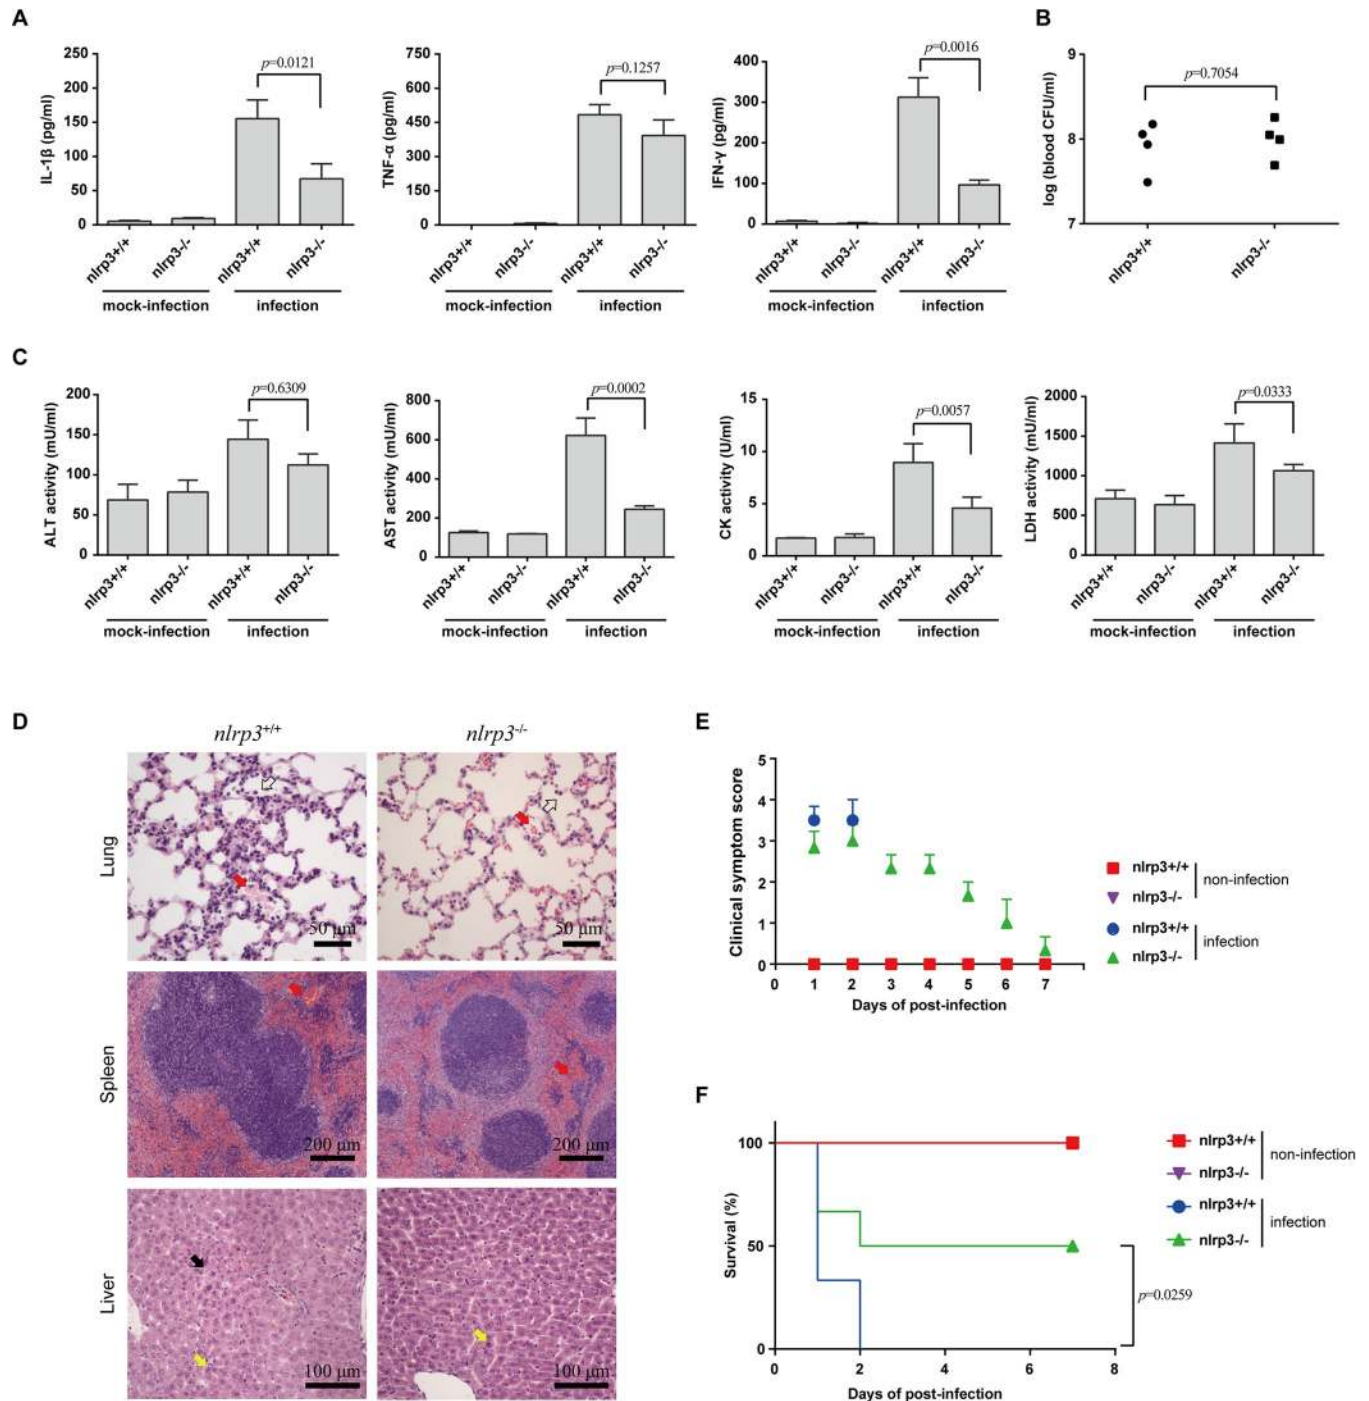 A
B
IL-1β (pg/ml)
250
200
150
100
50
0
p=0.0121
nlrp3+/+
nlrp3-/-
nlrp3+/+
nlrp3-/-
mock-infection
infection
TNF-α (pg/ml)
750
600
450
300
150
0
p=0.1257
nlrp3+/+
nlrp3-/-
nlrp3+/+
nlrp3-/-
mock-infection
infection
IFN-γ (pg/ml)
400
300
200
100
0
p=0.0016
nlrp3+/+
nlrp3-/-
nlrp3+/+
nlrp3-/-
mock-infection
infection
log (blood CFU/ml)
9
8
7
p=0.7054
nlrp3+/+
nlrp3-/-
C
ALT activity (mU/ml)
200
150
100
50
0
p=0.6309
nlrp3+/+
nlrp3-/-
nlrp3+/+
nlrp3-/-
mock-infection
infection
AST activity (mU/ml)
800
600
400
200
0
p=0.0002
nlrp3+/+
nlrp3-/-
nlrp3+/+
nlrp3-/-
mock-infection
infection
CK activity (U/ml)
15
10
5
0
p=0.0057
nlrp3+/+
nlrp3-/-
nlrp3+/+
nlrp3-/-
mock-infection
infection
LDH activity (mU/ml)
2000
1500
1000
500
0
p=0.0333
nlrp3+/+
nlrp3-/-
nlrp3+/+
nlrp3-/-
mock-infection
infection
D
nlrp3+/+
nlrp3-/-
Lung
50 µm
50 µm
Spleen
200 µm
200 µm
Liver
100 µm
100 µm
E
Clinical symptom score
5
4
3
2
1
0
0 1 2 3 4 5 6 7
Days of post-infection
nlrp3+/+
nlrp3-/-
non-infection
nlrp3+/+
nlrp3-/-
infection
F
Survival (%)
100
50
0
0 2 4 6 8
Days of post-infection
p=0.0259
nlrp3+/+
nlrp3-/-
non-infection
nlrp3+/+
nlrp3-/-
infection